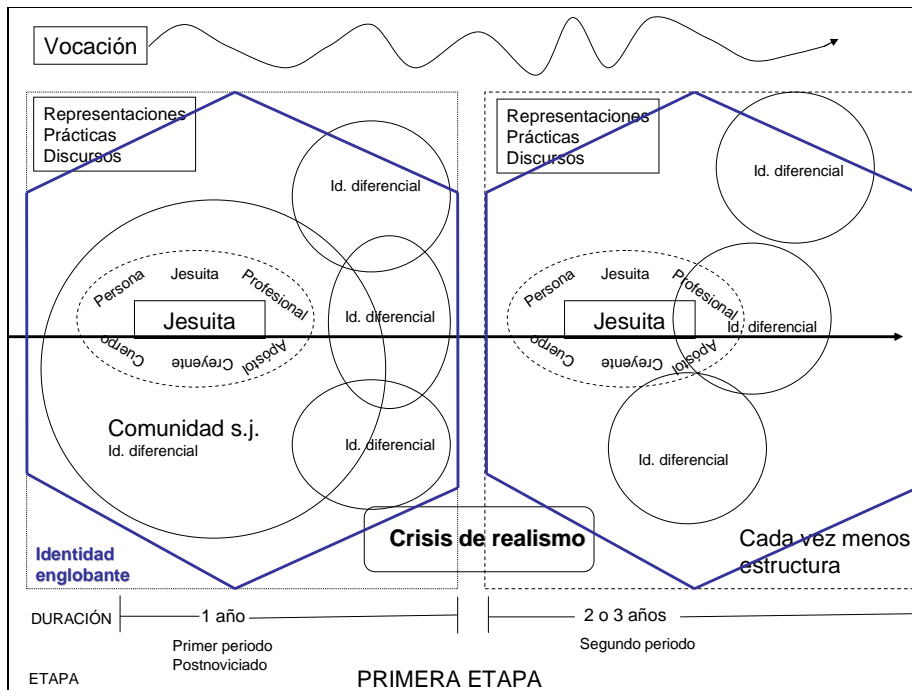 Vocación
Representaciones
Prácticas
Discursos
Id. diferencial
Persona
Jesuita
Profesional
Jesuita
Cuerpo
Creyente
Apóstol
Id. diferencial
Comunidad s.j.
Id. diferencial
Id. diferencial
Identidad
englobante
Crisis de realismo
Representaciones
Prácticas
Discursos
Id. diferencial
Persona
Jesuita
Profesional
Jesuita
Id, diferencial
Cuerpo
Creyente
Apóstol
Id. diferencial
Cada vez menos
estructura
DURACIÓN
1 año
Primer periodo
Postnoviciado
2 o 3 años
Segundo periodo
ETAPA
PRIMERA ETAPA